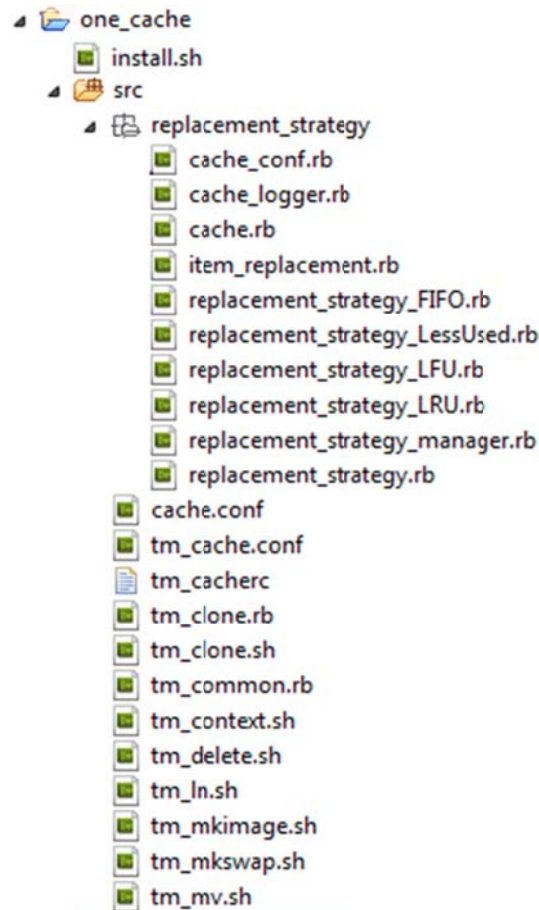 one_cache
install.sh
src
replacement_strategy
cache_conf.rb
cache_logger.rb
cache.rb
item_replacement.rb
replacement_strategy_FIFO.rb
replacement_strategy_LessUsed.rb
replacement_strategy_LFU.rb
replacement_strategy_LRU.rb
replacement_strategy_manager.rb
replacement_strategy.rb
cache.conf
tm_cache.conf
tm_cacherc
tm_clone.rb
tm_clone.sh
tm_common.rb
tm_context.sh
tm_delete.sh
tm_ln.sh
tm_mkimage.sh
tm_mkswap.sh
tm_mv.sh